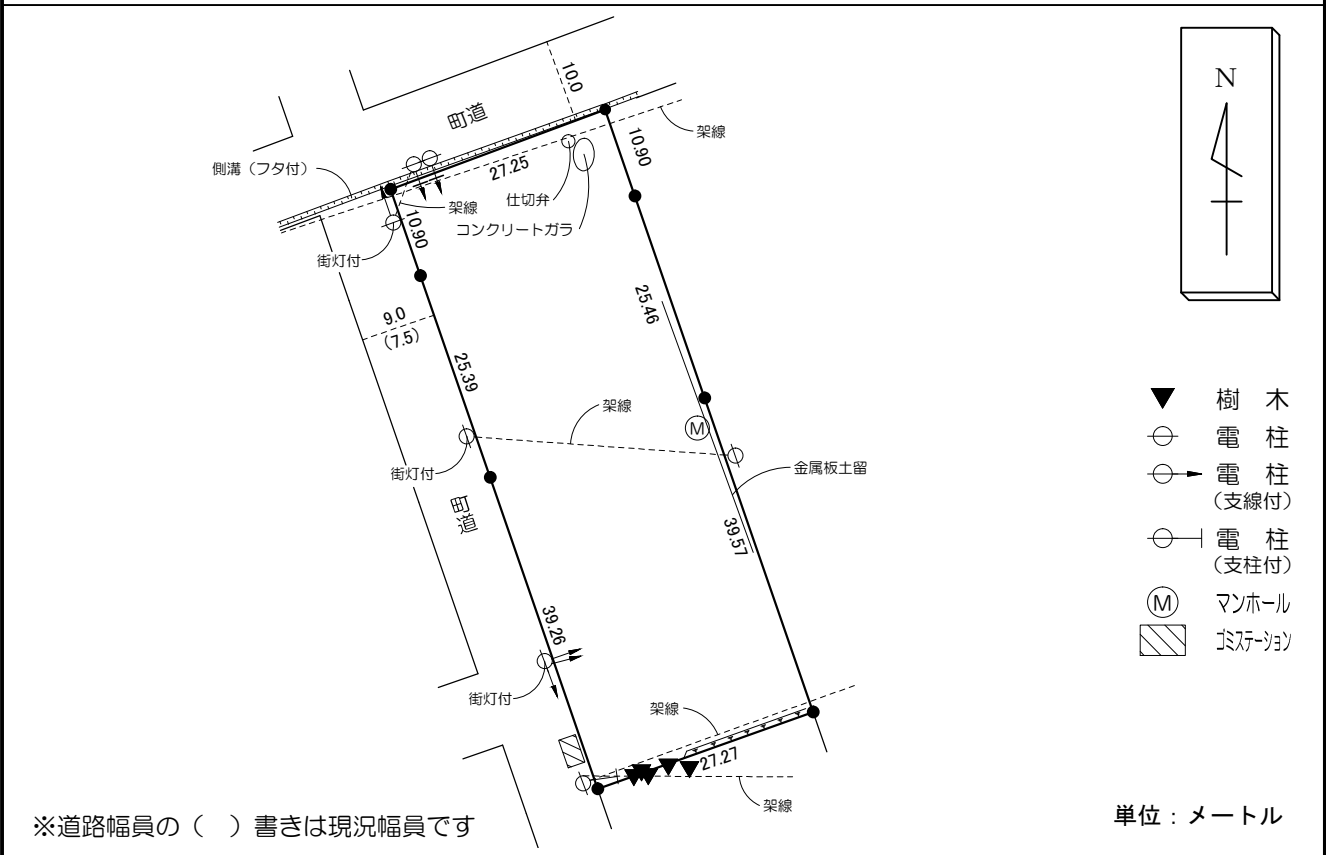 N
10.0
町道
架線
側溝（フタ付）
27.25
10.90
仕切弁
架線
コンクリートガラ
10.90
街灯付
25.46
9.0
(7.5)
25.39
架線
M
街灯付
金属板土留
町道
39.57
39.26
街灯付
架線
27.27
架線
樹　木
電　柱
電　柱
（支線付）
電　柱
（支柱付）
M マンホール
ゴミステーション
※道路幅員の（　）書きは現況幅員です
単位：メートル